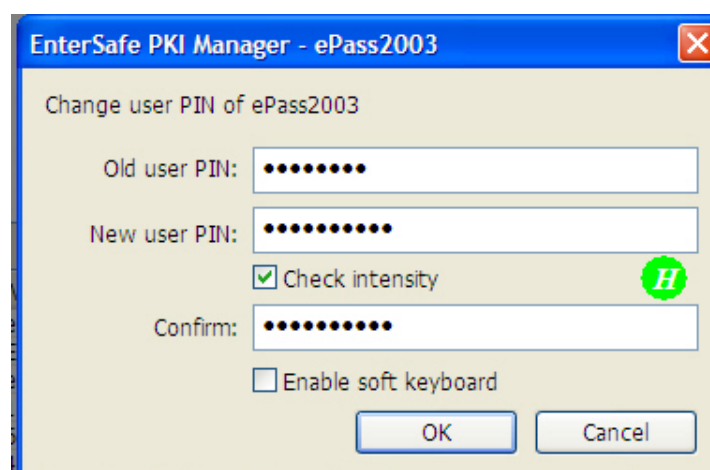 EnterSafe PKI Manager - ePass2003
Change user PIN of ePass2003
Old user PIN: ••••••••
New user PIN: ••••••••••
Check intensity H
Confirm: ••••••••••
Enable soft keyboard
OK Cancel